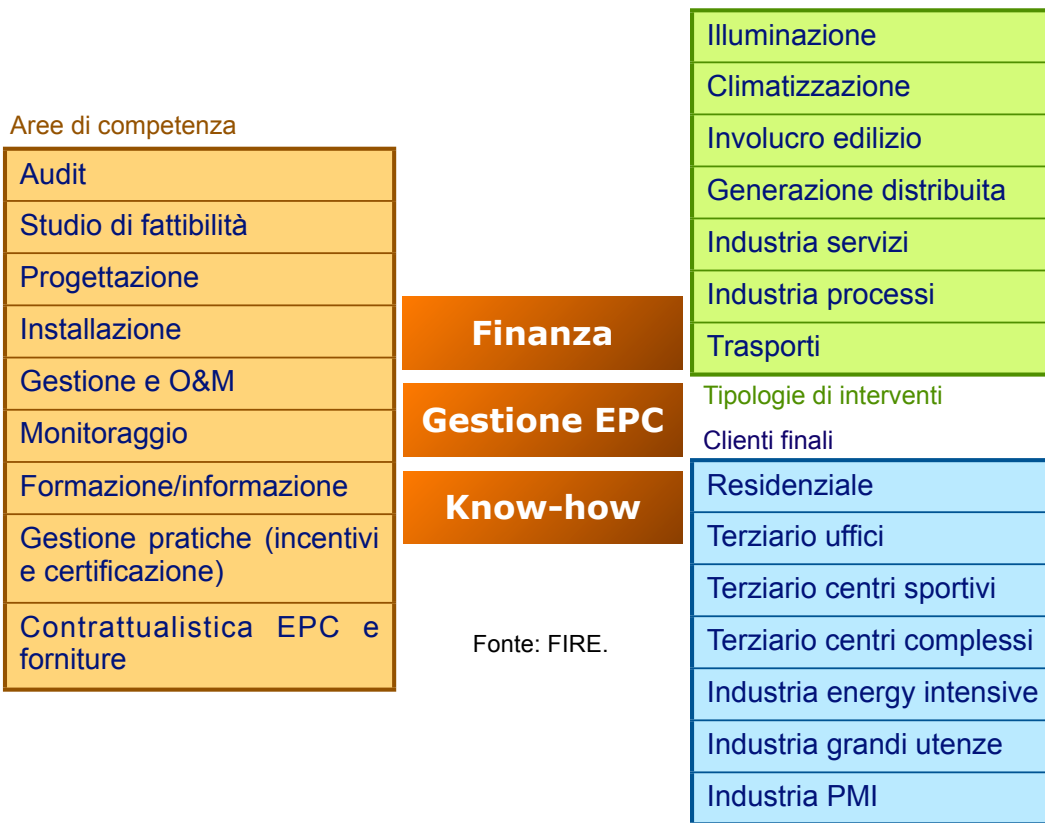 Aree di competenza
Audit
Studio di fattibilità
Progettazione
Installazione
Gestione e O&M
Monitoraggio
Formazione/informazione
Gestione pratiche (incentivi
e certificazione)
Contrattualistica EPC e
forniture
Finanza
Gestione EPC
Know-how
Fonte: FIRE.
Illuminazione
Climatizzazione
Involucro edilizio
Generazione distribuita
Industria servizi
Industria processi
Trasporti
Tipologie di interventi
Clienti finali
Residenziale
Terziario uffici
Terziario centri sportivi
Terziario centri complessi
Industria energy intensive
Industria grandi utenze
Industria PMI